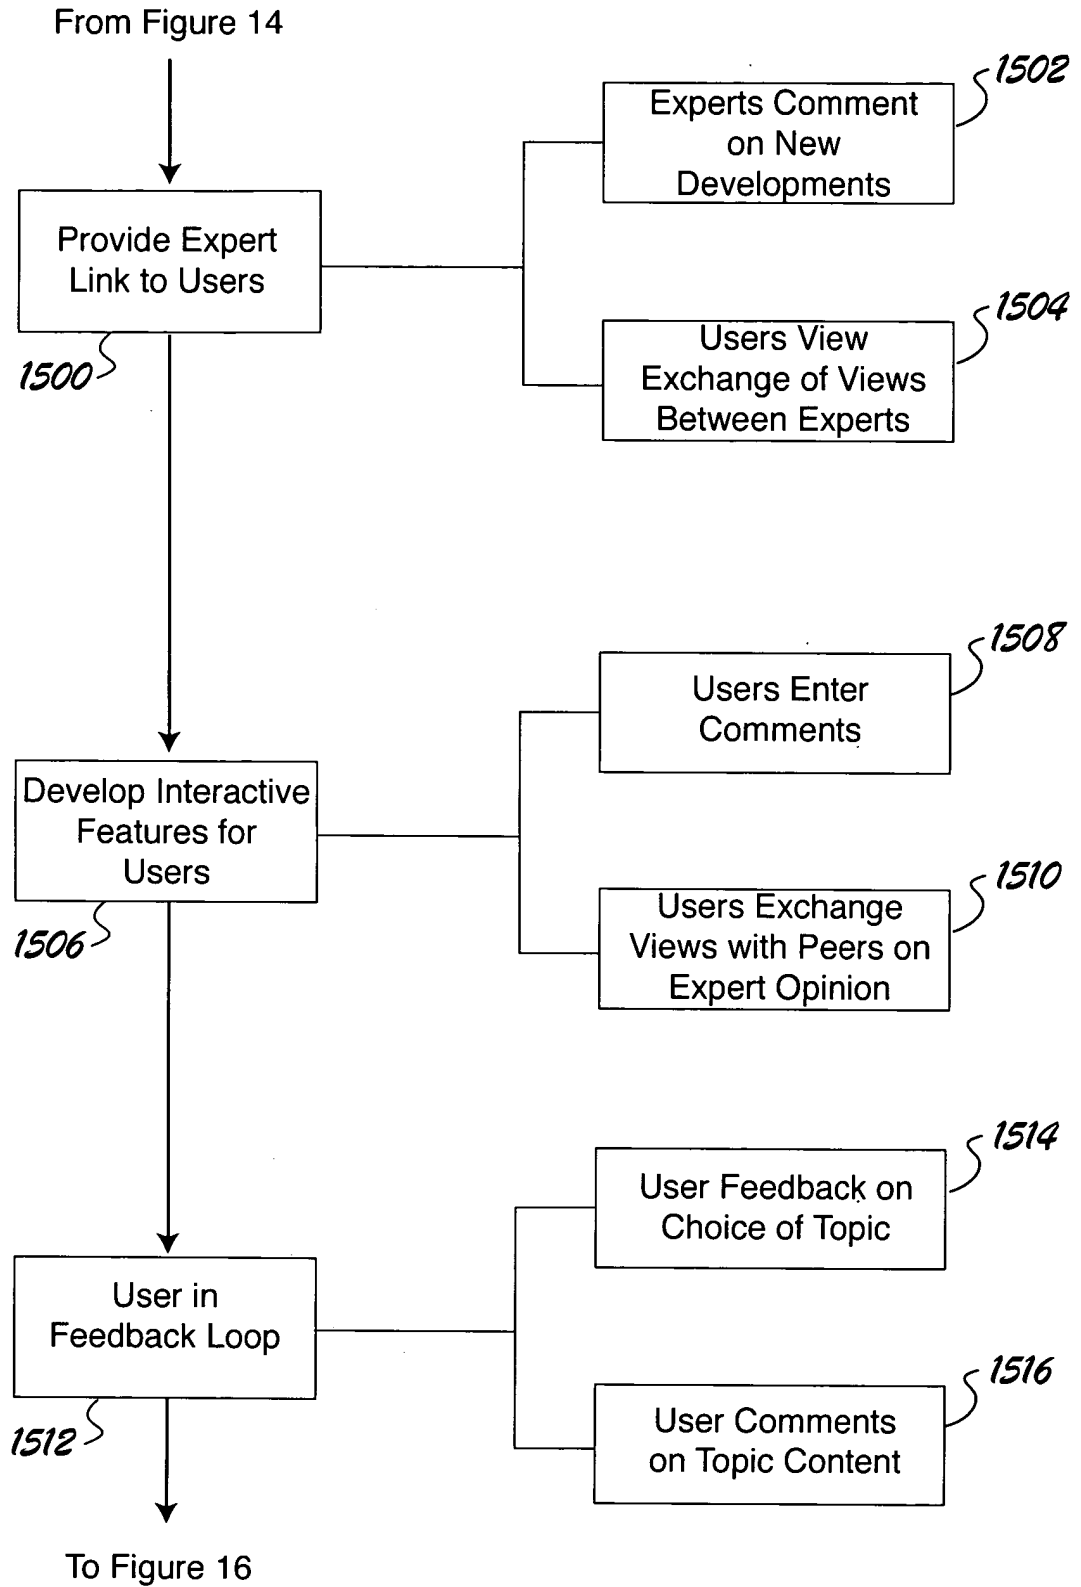 From Figure 14
1502
Experts Comment
on New
Developments
Provide Expert
Link to Users
1500
1504
Users View
Exchange of Views
Between Experts
1508
Users Enter
Comments
Develop Interactive
Features for
Users
1506
1510
Users Exchange
Views with Peers on
Expert Opinion
1514
User Feedback on
Choice of Topic
User in
Feedback Loop
1512
1516
User Comments
on Topic Content
To Figure 16